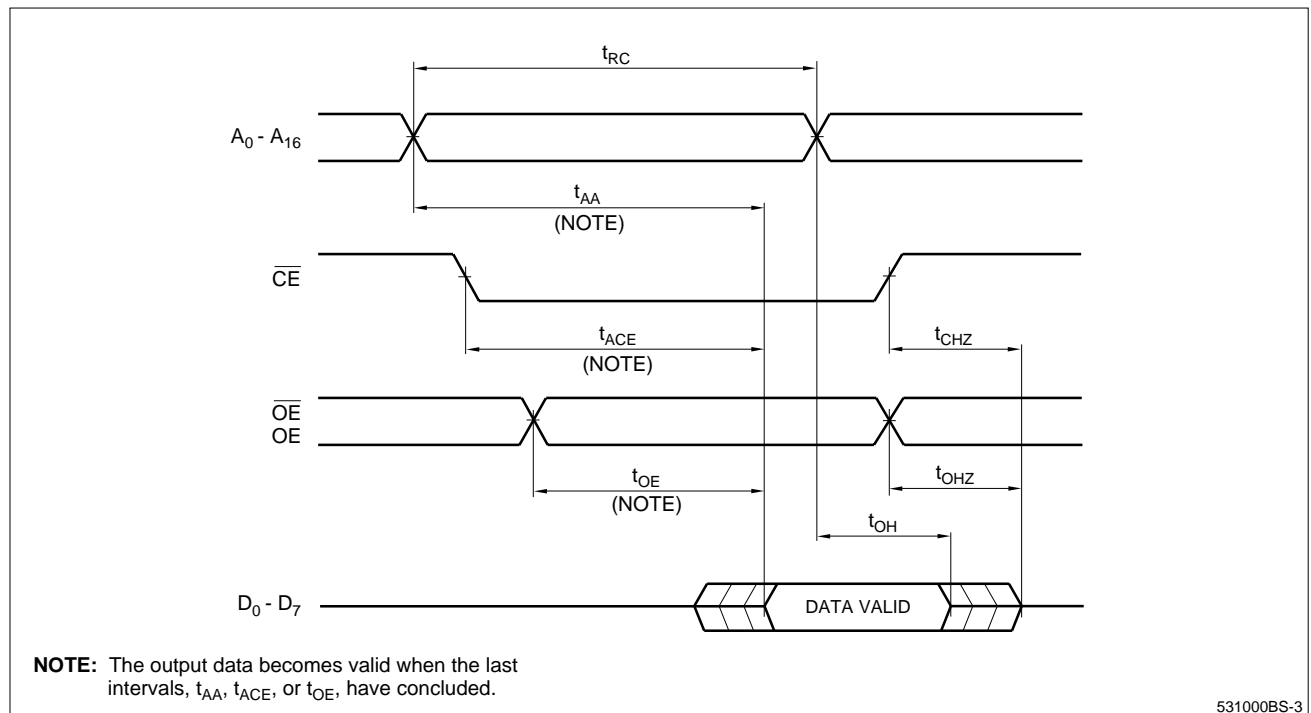 tRC
A0 - A16
tAA
(NOTE)
CE
tACE
(NOTE)
tCHZ
OE
OE
tOE
(NOTE)
tOHZ
tOH
D0 - D7
DATA VALID
NOTE: The output data becomes valid when the last
intervals, tAA, tACE, or tOE, have concluded.
531000BS-3